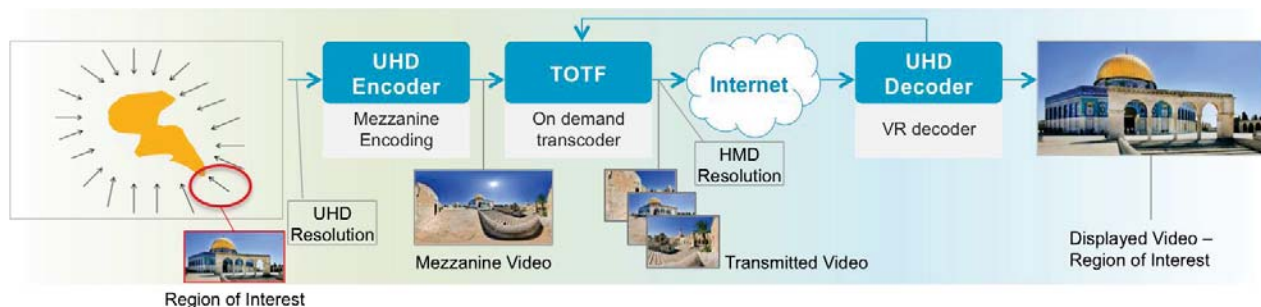 UHD
Encoder
Mezzanine
Encoding
TOTF
On demand
transcoder
Internet
UHD
Decoder
VR decoder
UHD
Resolution
HMD
Resolution
Region of Interest
Mezzanine Video
Transmitted Video
Displayed Video –
Region of Interest